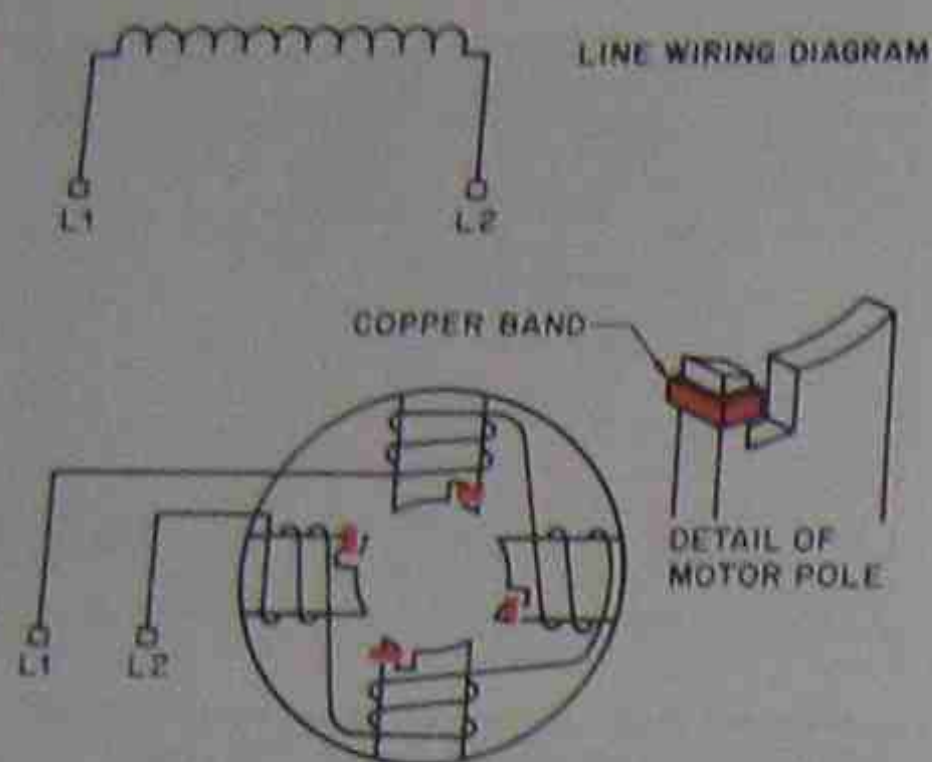 LINE WIRING DIAGRAM
L1
L2
COPPER BAND
DETAIL OF
MOTOR POLE
L1
L2